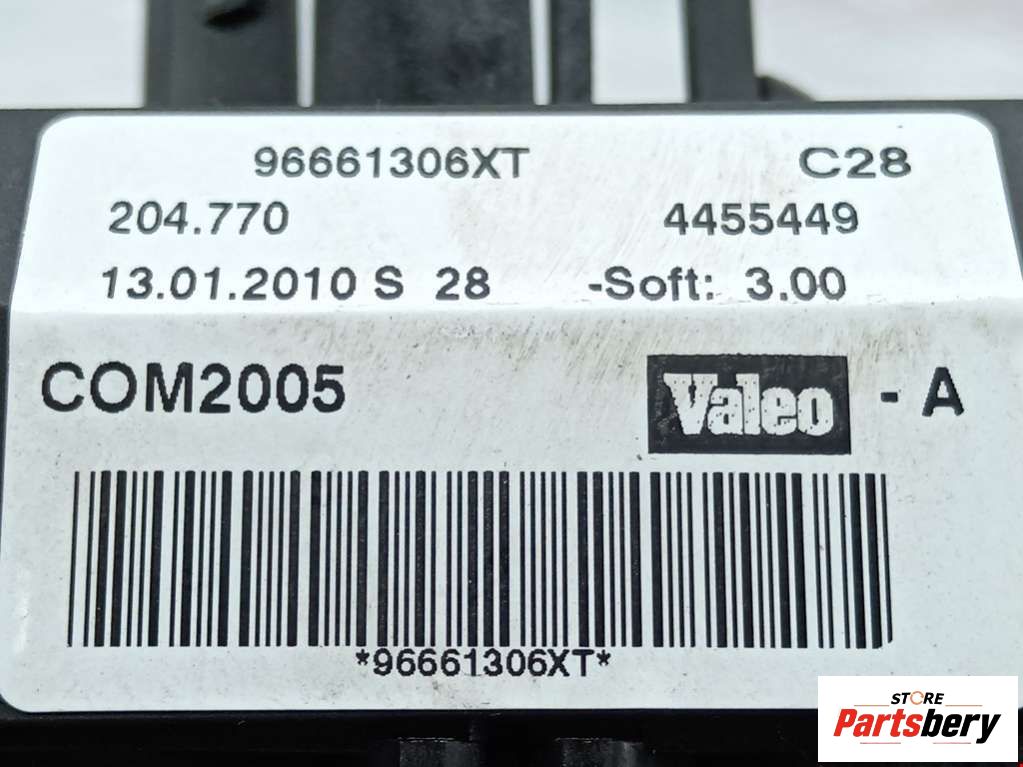 96661306XT C28
204.770 4455449
13.01.2010 S 28 -Soft: 3.00
COM2005 Valeo - A
*96661306XT*
STORE
Partsbery